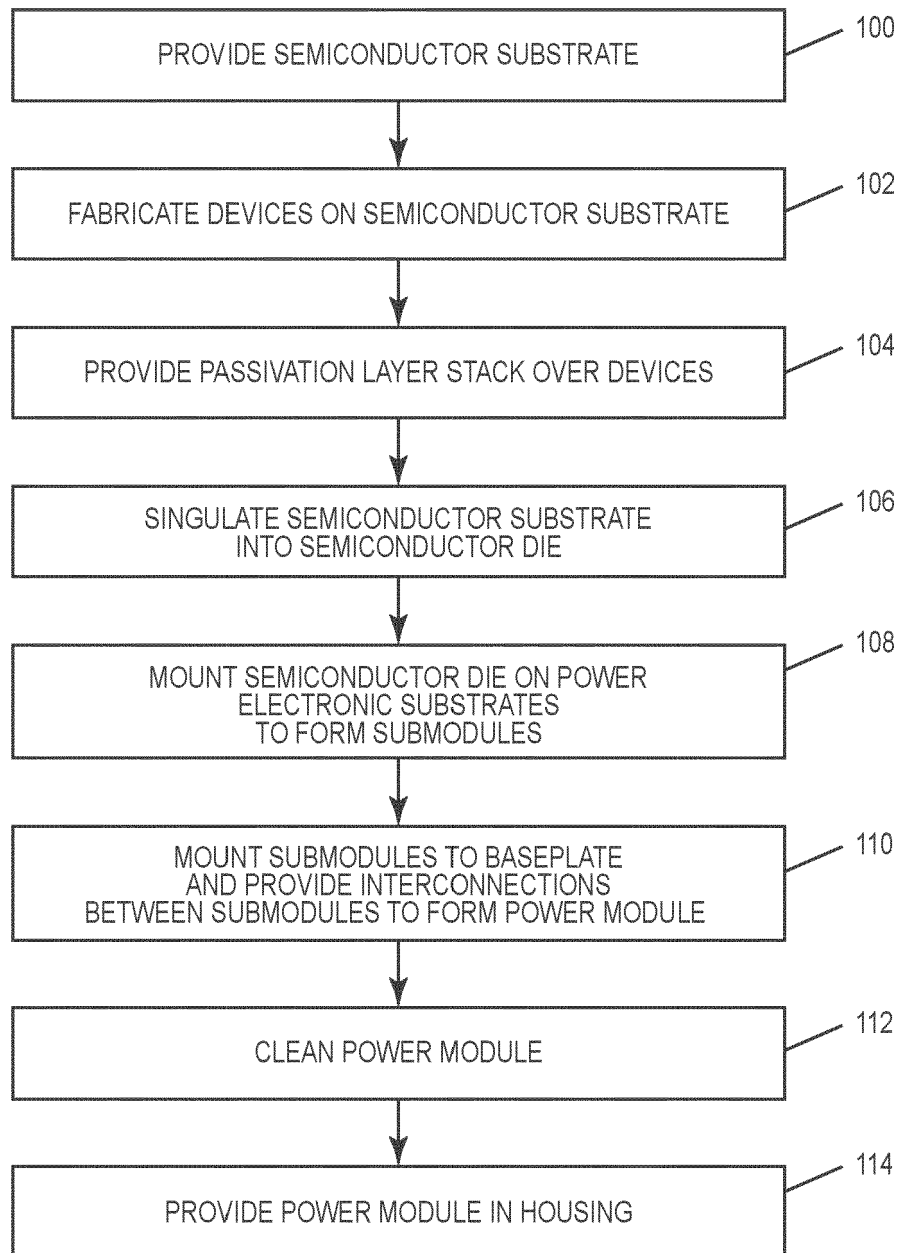 PROVIDE SEMICONDUCTOR SUBSTRATE
100
FABRICATE DEVICES ON SEMICONDUCTOR SUBSTRATE
102
PROVIDE PASSIVATION LAYER STACK OVER DEVICES
104
SINGULATE SEMICONDUCTOR SUBSTRATE
INTO SEMICONDUCTOR DIE
106
MOUNT SEMICONDUCTOR DIE ON POWER
ELECTRONIC SUBSTRATES
TO FORM SUBMODULES
108
MOUNT SUBMODULES TO BASEPLATE
AND PROVIDE INTERCONNECTIONS
BETWEEN SUBMODULES TO FORM POWER MODULE
110
CLEAN POWER MODULE
112
PROVIDE POWER MODULE IN HOUSING
114